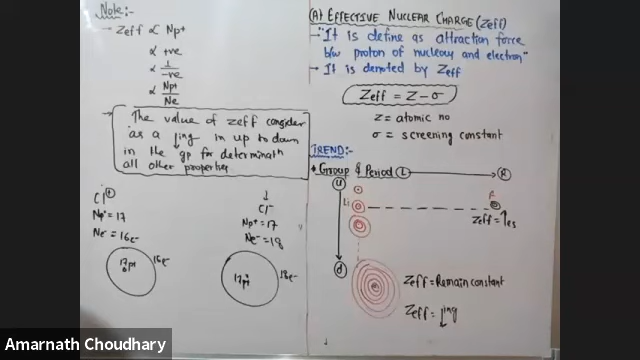 Note:-
→ Zeff ∝ Np+
∝ +ve
∝ 1/-ve
∝ Np+/Ne
The value of zeff consider
as a ↓ing in up to down
in the gp for determinath
all other properties
Cl⊕
Np+ = 17
Ne- = 16e-
17p+
16e-
↓
Cl-
Np+ = 17
Ne- = 18
17p+
18e-
(A) EFFECTIVE NUCLEAR CHARGE (Zeff)
→ "It is define as attraction force
b/w proton of nucleus and electron"
→ It is denoted by Zeff
Zeff = Z - σ
Z = atomic no
σ = screening constant
TREND:-
Group & Period (L) → (R)
(U)
Li
F
Zeff = ↑es
(d)
Zeff = Remain constant
Zeff = ↓ing
Amarnath Choudhary